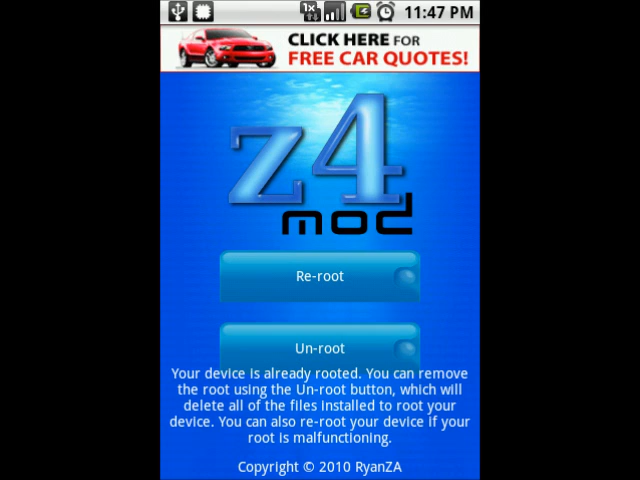 1x
11:47 PM
CLICK HERE FOR
FREE CAR QUOTES!
z4
mod
Re-root
Un-root
Your device is already rooted. You can remove
the root using the Un-root button, which will
delete all of the files installed to root your
device. You can also re-root your device if your
root is malfunctioning.
Copyright © 2010 RyanZA